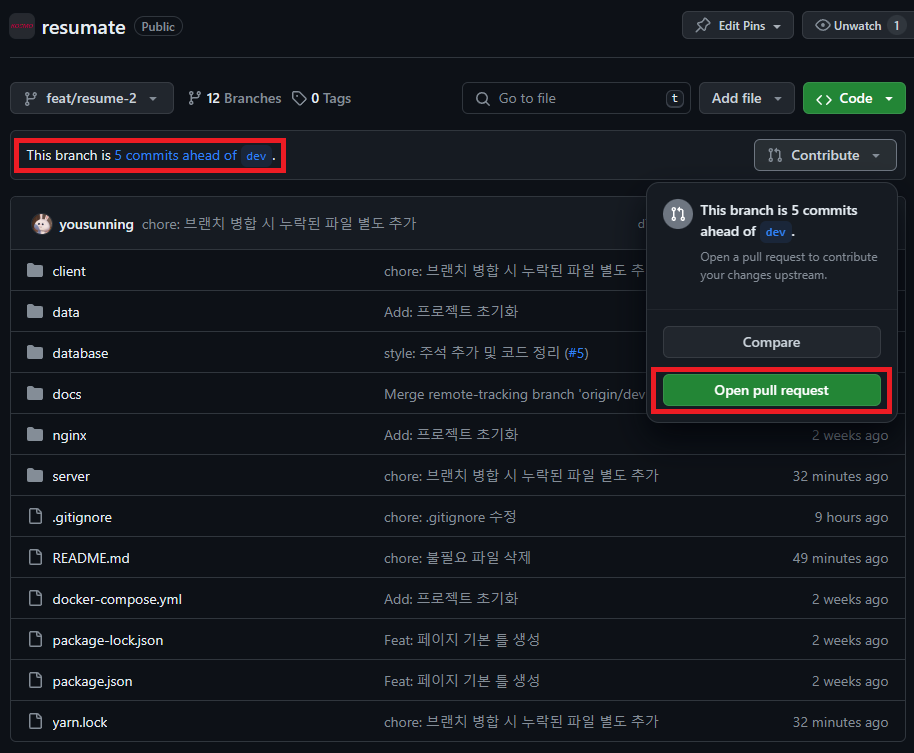 resumate Public Edit Pins Unwatch 1
feat/resume-2 12 Branches 0 Tags Go to file t Add file Code
This branch is 5 commits ahead of dev . Contribute
yousunning chore: 브랜치 병합 시 누락된 파일 별도 추가
This branch is 5 commits
ahead of dev .
Open a pull request to contribute
your changes upstream.
Compare
Open pull request
client chore: 브랜치 병합 시 누락된 파일 별도 추
data Add: 프로젝트 초기화
database style: 주석 추가 및 코드 정리 (#5)
docs Merge remote-tracking branch 'origin/dev
nginx Add: 프로젝트 초기화 2 weeks ago
server chore: 브랜치 병합 시 누락된 파일 별도 추가 32 minutes ago
.gitignore chore: .gitignore 수정 9 hours ago
README.md chore: 불필요 파일 삭제 49 minutes ago
docker-compose.yml Add: 프로젝트 초기화 2 weeks ago
package-lock.json Feat: 페이지 기본 틀 생성 2 weeks ago
package.json Feat: 페이지 기본 틀 생성 2 weeks ago
yarn.lock chore: 브랜치 병합 시 누락된 파일 별도 추가 32 minutes ago